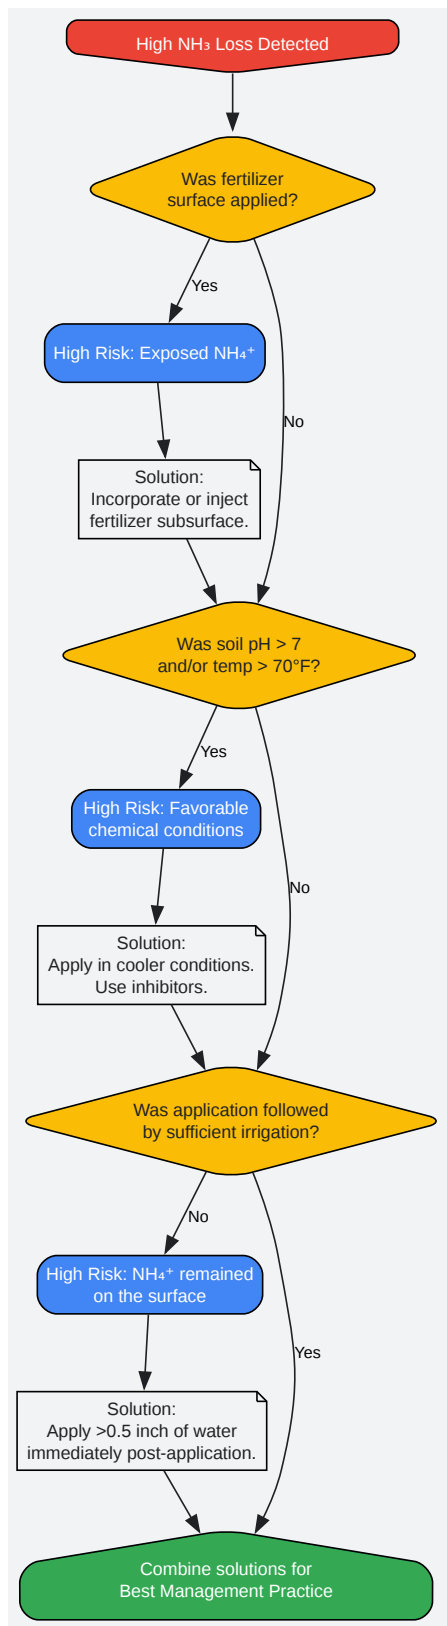 High NH₃ Loss Detected
Was fertilizer
surface applied?
Yes
High Risk: Exposed NH₄⁺
No
Solution:
Incorporate or inject
fertilizer subsurface.
Was soil pH > 7
and/or temp > 70°F?
Yes
High Risk: Favorable
chemical conditions
No
Solution:
Apply in cooler conditions.
Use inhibitors.
Was application followed
by sufficient irrigation?
No
High Risk: NH₄⁺ remained
on the surface
Yes
Solution:
Apply >0.5 inch of water
immediately post-application.
Combine solutions for
Best Management Practice